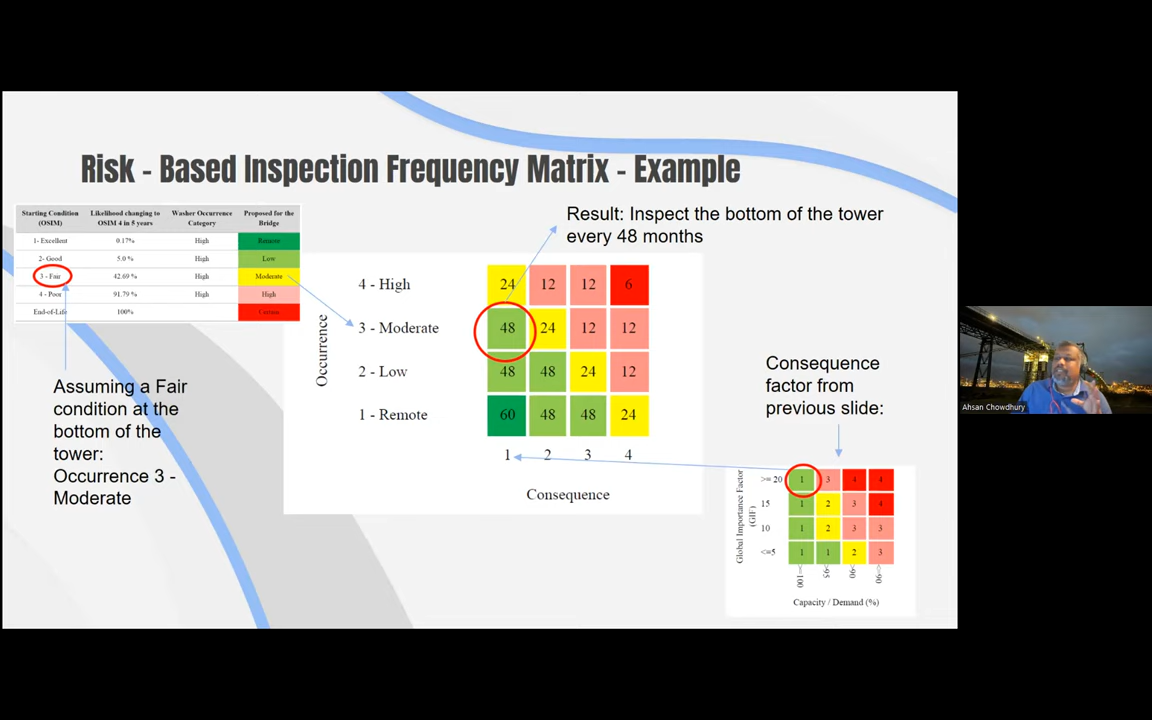 Risk - Based Inspection Frequency Matrix - Example
Starting Condition (OSIM) Likelihood changing to OSIM 4 in 5 years Washer Occurrence Category Proposed for the Bridge
1- Excellent 0.17% High Remote
2- Good 5.0 % High Low
3 - Fair 42.69 % High Moderate
4 - Poor 91.79 % High High
End-of-Life 100% Certain
Assuming a Fair
condition at the
bottom of the
tower:
Occurrence 3 -
Moderate
Result: Inspect the bottom of the tower
every 48 months
Occurrence
4 - High 24 12 12 6
3 - Moderate 48 24 12 12
2 - Low 48 48 24 12
1 - Remote 60 48 48 24
1 2 3 4
Consequence
Consequence
factor from
previous slide:
Global Importance Factor
(GIF)
>= 20 1 3 4 4
15 1 2 3 4
10 1 2 3 3
<=5 1 1 2 3
>=100 >95 >90 <=90
Capacity / Demand (%)
Ahsan Chowdhury